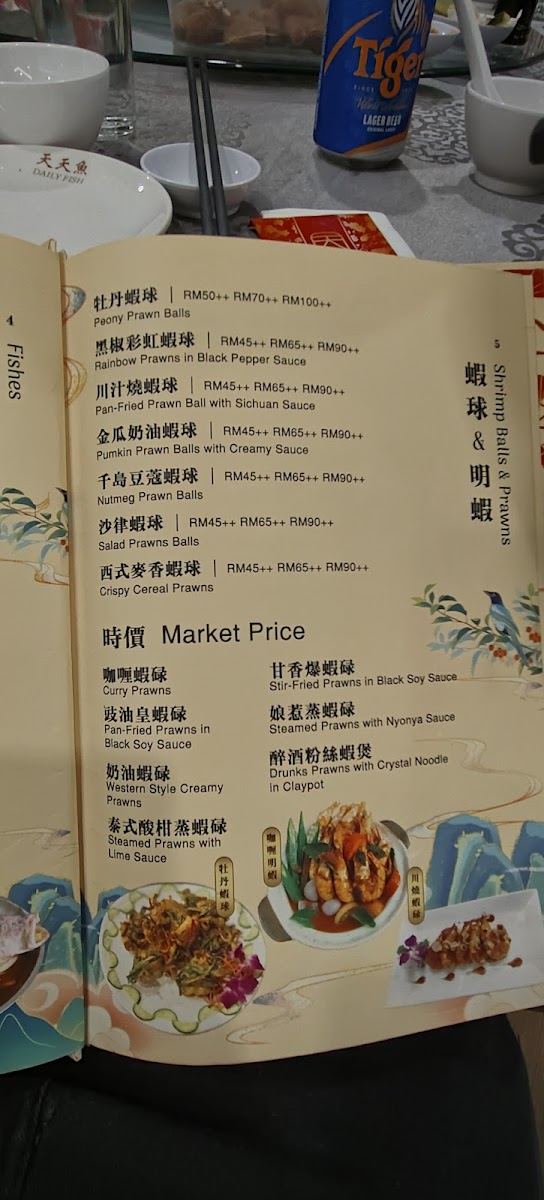 Tiger
LAGER BEER
天天魚
DAILY FISH
4
Fishes
5
蝦球 & 明蝦
Shrimp Balls & Prawns
牡丹蝦球 | RM50++ RM70++ RM100++
Peony Prawn Balls
黑椒彩虹蝦球 | RM45++ RM65++ RM90++
Rainbow Prawns in Black Pepper Sauce
川汁燒蝦球 | RM45++ RM65++ RM90++
Pan-Fried Prawn Ball with Sichuan Sauce
金瓜奶油蝦球 | RM45++ RM65++ RM90++
Pumkin Prawn Balls with Creamy Sauce
千島豆蔻蝦球 | RM45++ RM65++ RM90++
Nutmeg Prawn Balls
沙律蝦球 | RM45++ RM65++ RM90++
Salad Prawns Balls
西式麥香蝦球 | RM45++ RM65++ RM90++
Crispy Cereal Prawns
時價 Market Price
咖喱蝦碌
Curry Prawns
豉油皇蝦碌
Pan-Fried Prawns in
Black Soy Sauce
奶油蝦碌
Western Style Creamy
Prawns
泰式酸柑蒸蝦碌
Steamed Prawns with
Lime Sauce
甘香爆蝦碌
Stir-Fried Prawns in Black Soy Sauce
娘惹蒸蝦碌
Steamed Prawns with Nyonya Sauce
醉酒粉絲蝦煲
Drunks Prawns with Crystal Noodle
in Claypot
牡丹蝦球
咖喱明蝦
川燒蝦碌